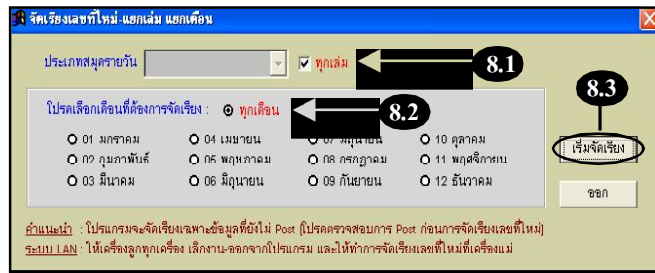 จัดเรียงเลขที่ใหม่-แยกเล่ม แยกเดือน
ประเภทสมุดรายวัน ทุกเล่ม 8.1
8.3
โปรดเลือกเดือนที่ต้องการจัดเรียง : ทุกเดือน 8.2
01 มกราคม 04 เมษายน 07 10 ตุลาคม เริ่มจัดเรียง
02 กุมภาพันธ์ 05 พฤษภาคม 08 กรกฎาคม 11 พฤศจิกายน
03 มีนาคม 06 มิถุนายน 09 กันยายน 12 ธันวาคม ออก
คำแนะนำ : โปรแกรมจะจัดเรียงเฉพาะข้อมูลที่ยังไม่ Post (โปรดตรวจสอบการ Post ก่อนการจัดเรียงเลขที่ใหม่)
ระบบ LAN : ให้เครื่องลูกทุกเครื่อง เลิกงาน-ออกจากโปรแกรม และให้ทำการจัดเรียงเลขที่ใหม่ที่เครื่องแม่